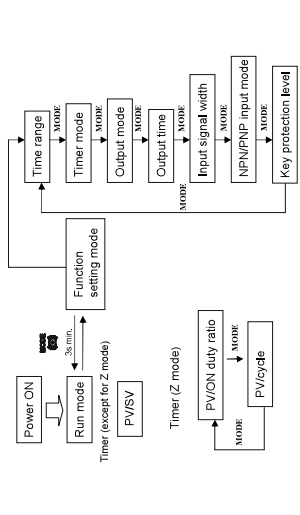 Power ON
Run mode
MODE
3s min.
Function
setting mode
Time range
MODE
Timer mode
MODE
Output mode
MODE
Output time
MODE
Input signal width
MODE
NPN/PNP input mode
MODE
Key protection level
MODE
Timer (except for Z mode)
PV/SV
Timer (Z mode)
PV/ON duty ratio
MODE
PV/cycle
MODE